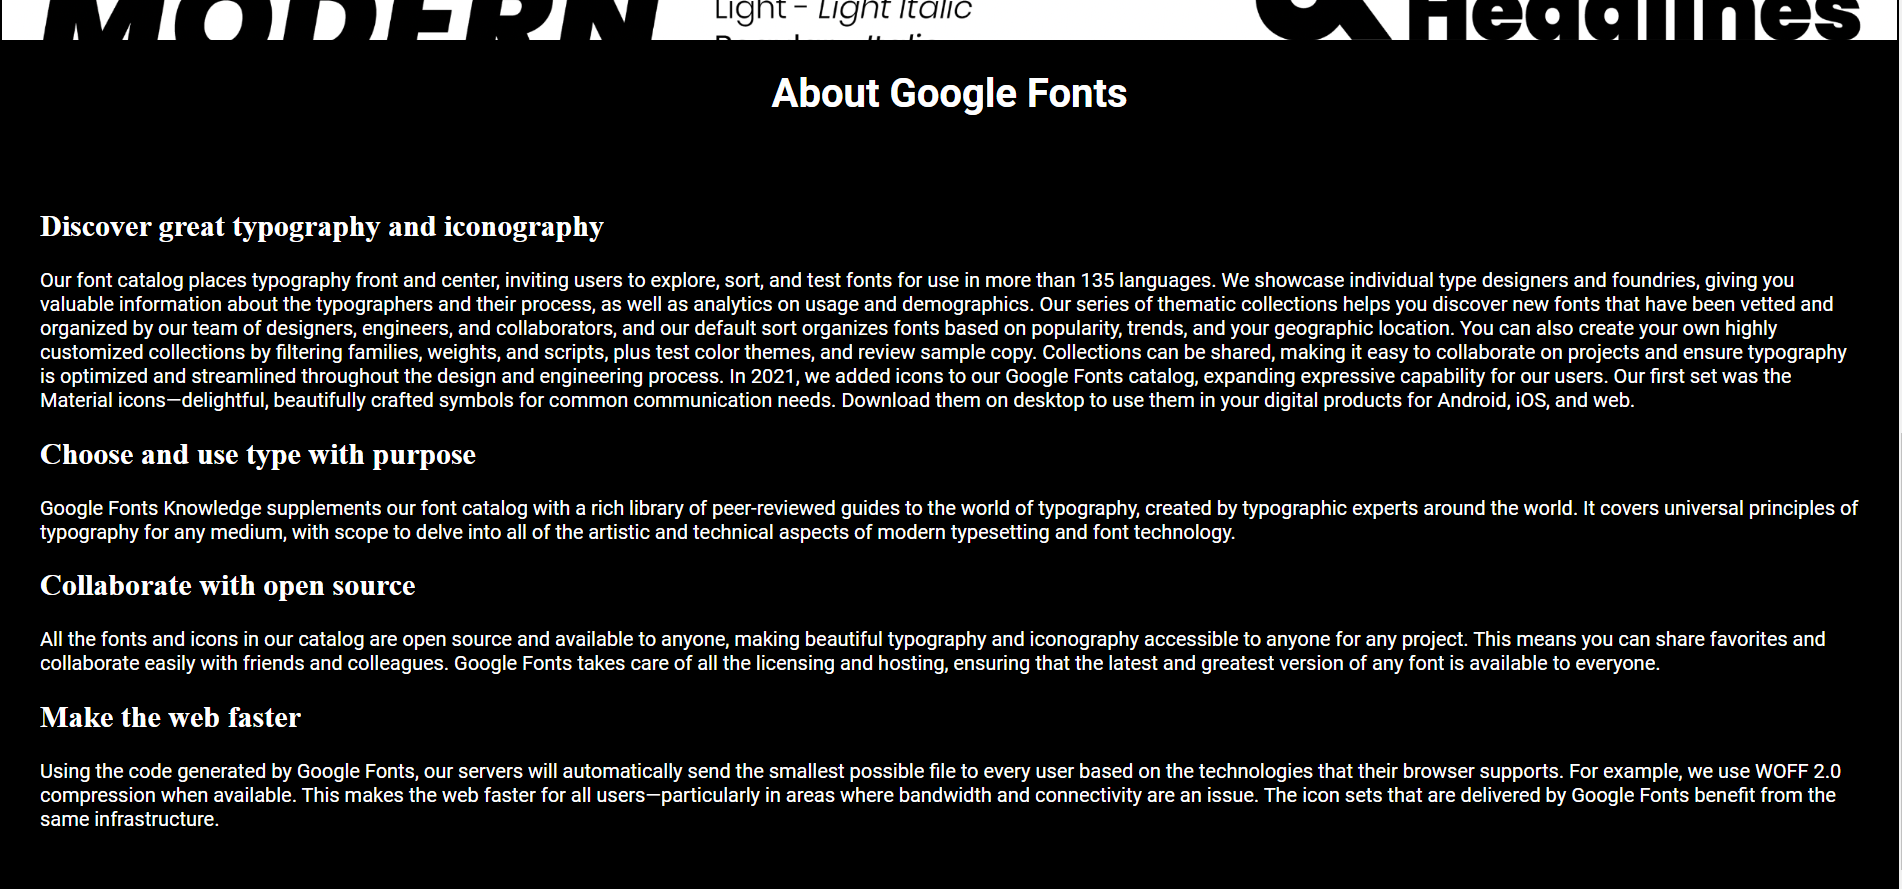 MODERN
Light - Light Italic
& Headlines
About Google Fonts
Discover great typography and iconography
Our font catalog places typography front and center, inviting users to explore, sort, and test fonts for use in more than 135 languages. We showcase individual type designers and foundries, giving you
valuable information about the typographers and their process, as well as analytics on usage and demographics. Our series of thematic collections helps you discover new fonts that have been vetted and
organized by our team of designers, engineers, and collaborators, and our default sort organizes fonts based on popularity, trends, and your geographic location. You can also create your own highly
customized collections by filtering families, weights, and scripts, plus test color themes, and review sample copy. Collections can be shared, making it easy to collaborate on projects and ensure typography
is optimized and streamlined throughout the design and engineering process. In 2021, we added icons to our Google Fonts catalog, expanding expressive capability for our users. Our first set was the
Material icons—delightful, beautifully crafted symbols for common communication needs. Download them on desktop to use them in your digital products for Android, iOS, and web.
Choose and use type with purpose
Google Fonts Knowledge supplements our font catalog with a rich library of peer-reviewed guides to the world of typography, created by typographic experts around the world. It covers universal principles of
typography for any medium, with scope to delve into all of the artistic and technical aspects of modern typesetting and font technology.
Collaborate with open source
All the fonts and icons in our catalog are open source and available to anyone, making beautiful typography and iconography accessible to anyone for any project. This means you can share favorites and
collaborate easily with friends and colleagues. Google Fonts takes care of all the licensing and hosting, ensuring that the latest and greatest version of any font is available to everyone.
Make the web faster
Using the code generated by Google Fonts, our servers will automatically send the smallest possible file to every user based on the technologies that their browser supports. For example, we use WOFF 2.0
compression when available. This makes the web faster for all users—particularly in areas where bandwidth and connectivity are an issue. The icon sets that are delivered by Google Fonts benefit from the
same infrastructure.